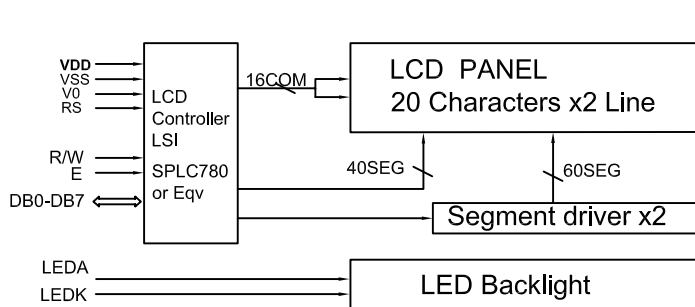 VDD
VSS
V0
RS
R/W
E
DB0-DB7
LCD
Controller
LSI
SPLC780
or Eqv
16COM
LCD PANEL
20 Characters x2 Line
40SEG
60SEG
Segment driver x2
LEDA
LEDK
LED Backlight